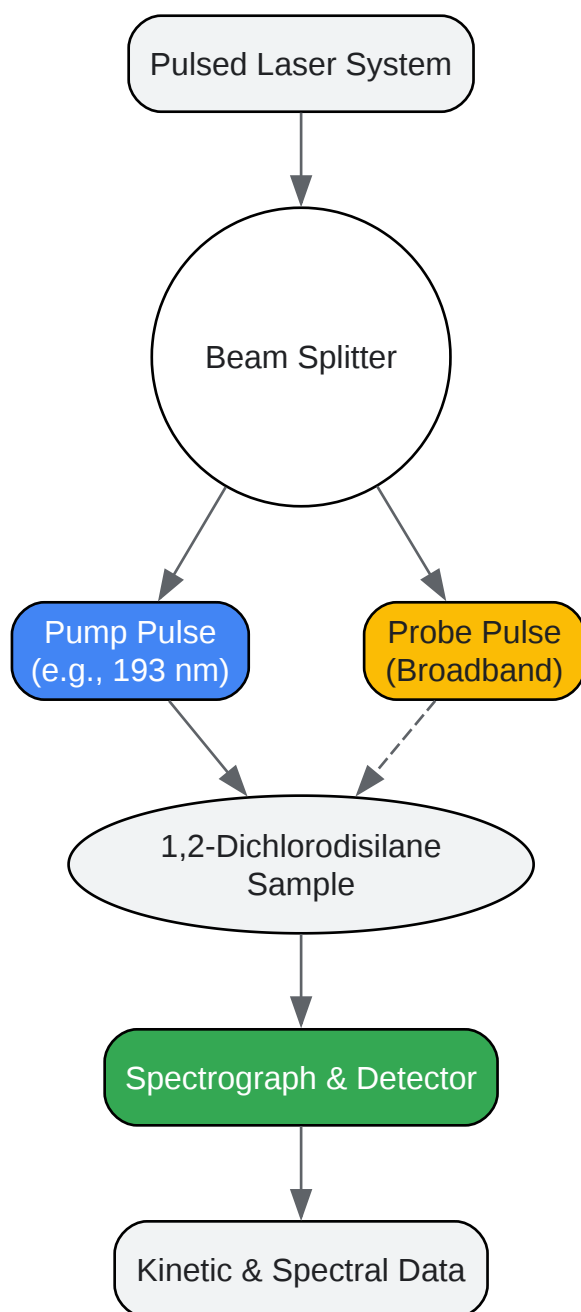 Pulsed Laser System
Beam Splitter
Pump Pulse
(e.g., 193 nm)
Probe Pulse
(Broadband)
1,2-Dichlorodisilane
Sample
Spectrograph & Detector
Kinetic & Spectral Data